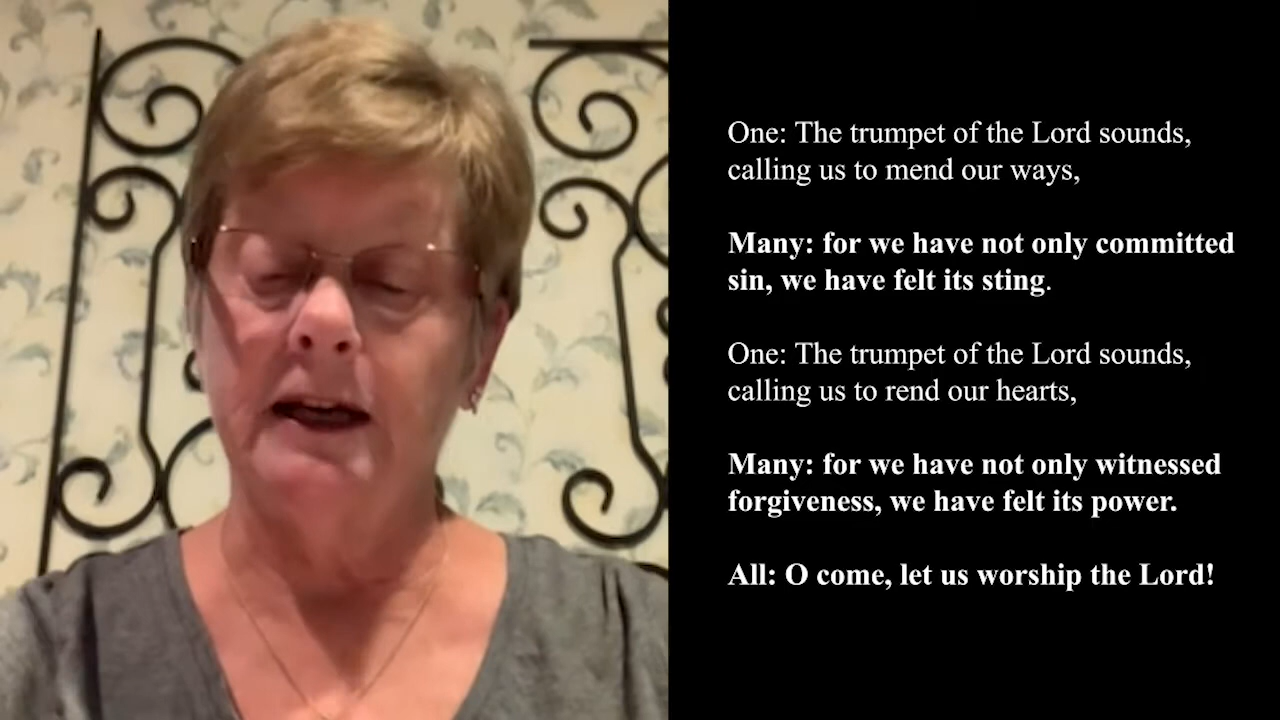 One: The trumpet of the Lord sounds,
calling us to mend our ways,
Many: for we have not only committed
sin, we have felt its sting.
One: The trumpet of the Lord sounds,
calling us to rend our hearts,
Many: for we have not only witnessed
forgiveness, we have felt its power.
All: O come, let us worship the Lord!